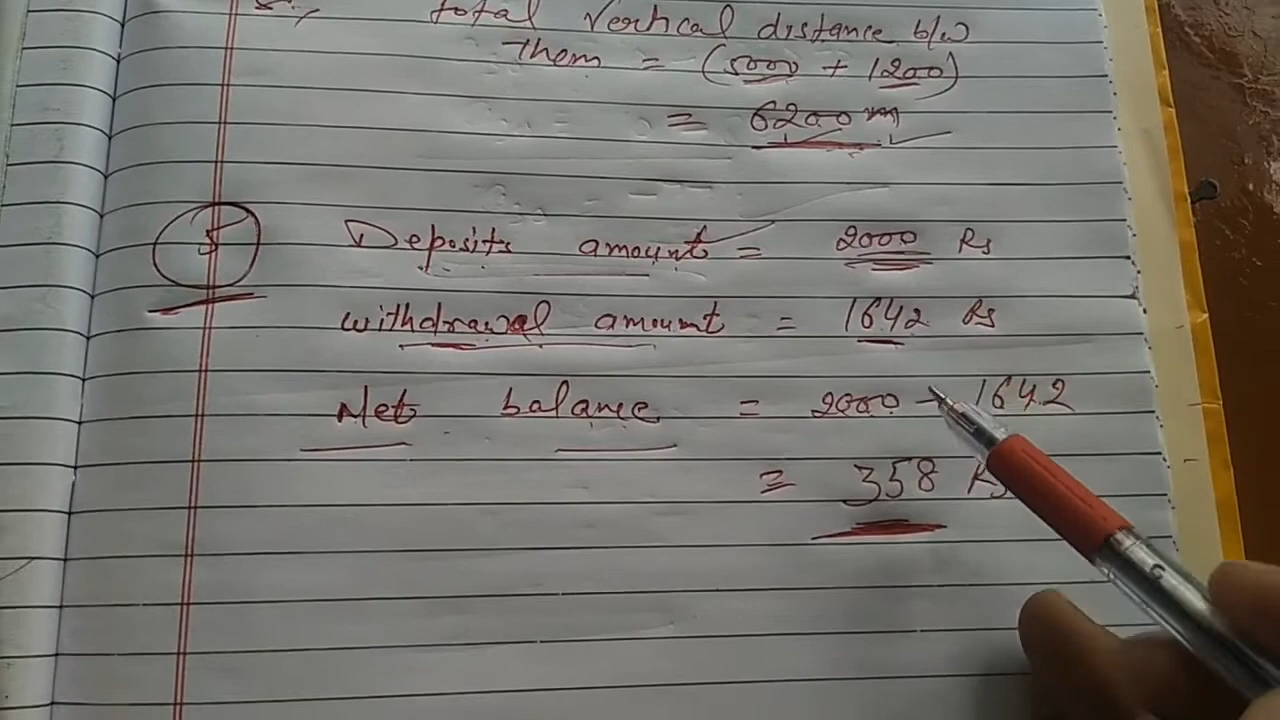 total Vertical distance b/w
Them = (5000 + 1200)
= 6200 m
5 Deposits amount = 2000 Rs
withdrawal amount = 1642 Rs
Net balance = 2000 - 1642
= 358 Rs